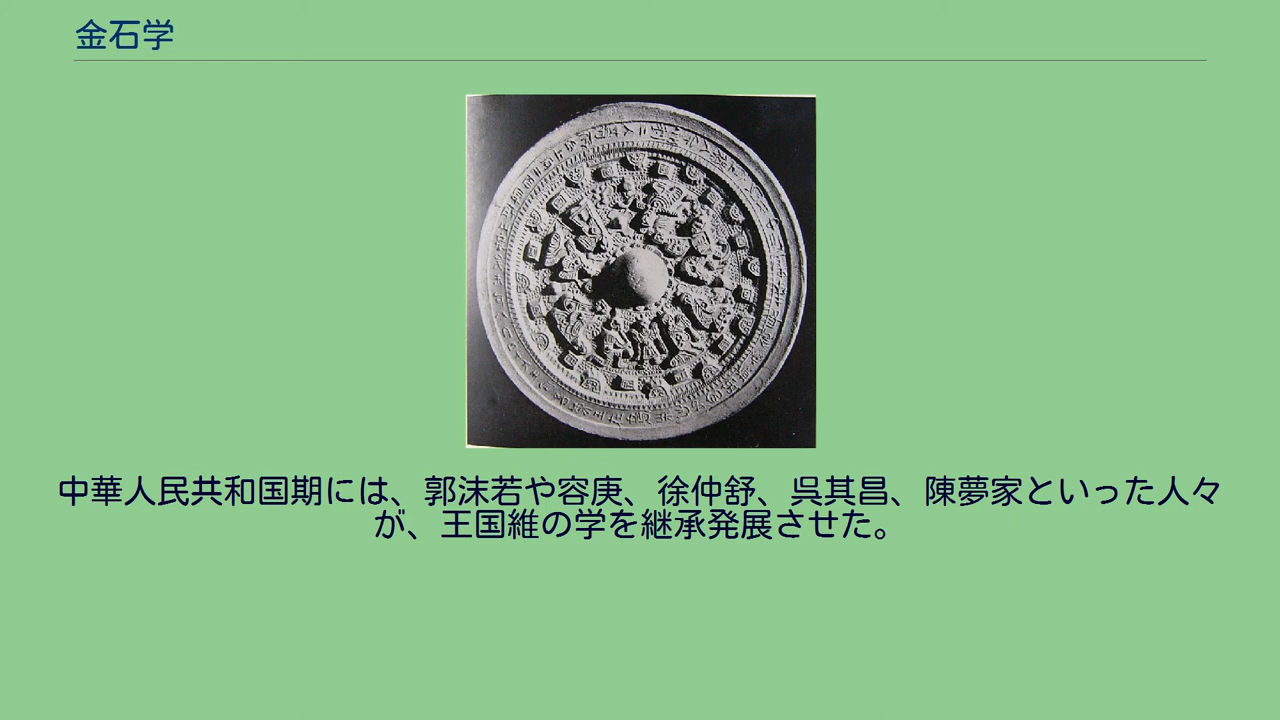 金石学
中華人民共和国期には、郭沫若や容庚、徐仲舒、呉其昌、陳夢家といった人々
が、王国維の学を継承発展させた。